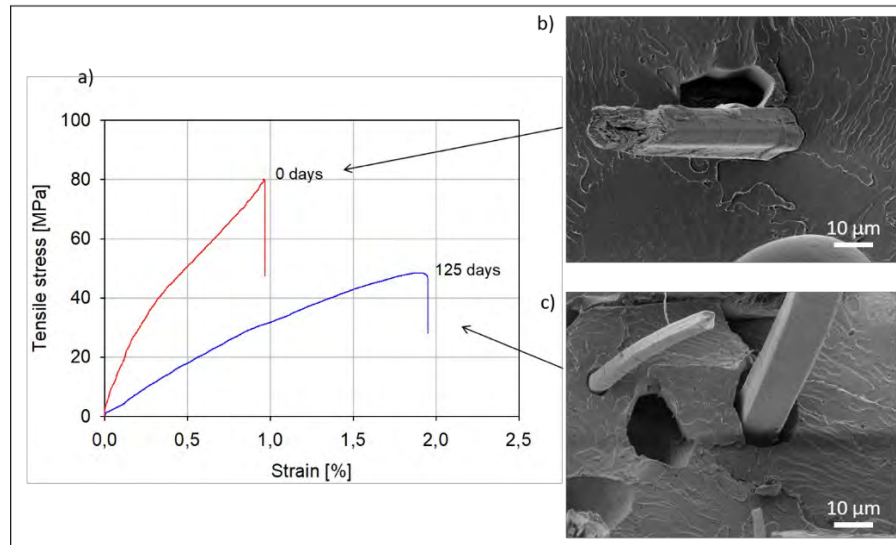 a)
Tensile stress [MPa]
100
80
60
40
20
0
0,0 0,5 1,0 1,5 2,0 2,5
Strain [%]
0 days
125 days
b)
10 µm
c)
10 µm